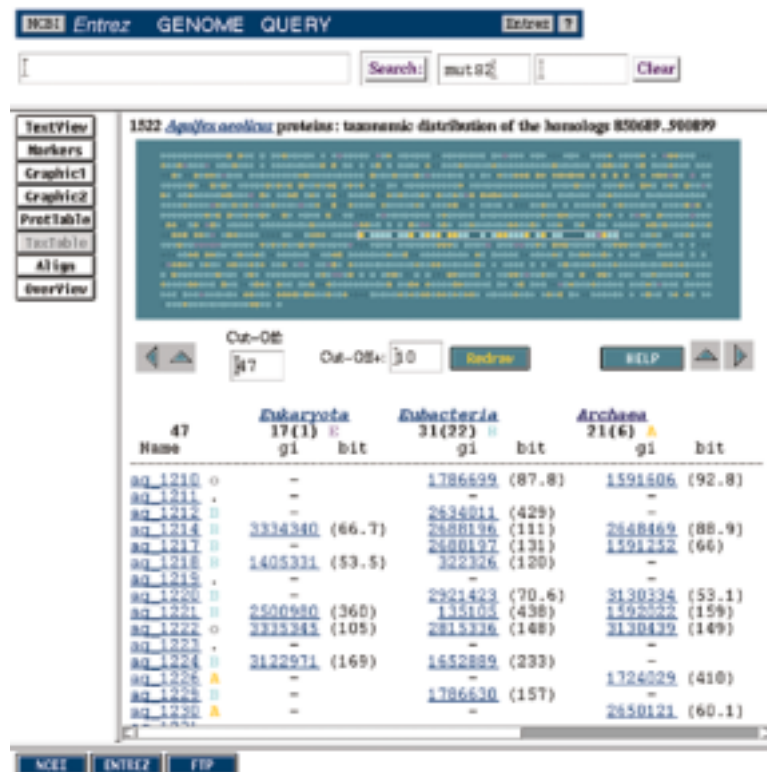 NCBI Entrez GENOME QUERY Entrez ?
Search: mutS2 Clear
TextView
Markers
Graphic1
Graphic2
ProtTable
TaxTable
Align
OverView
1522 Aquifex aeolicus proteins: taxonomic distribution of the homologs 850689..900899
Cut-Off: 47 Cut-Off+: 10 Redraw HELP
Eukaryota Eubacteria Archaea
47 17(1) E 31(22) B 21(6) A
Name gi bit gi bit gi bit
aq_1210 o - 1786699 (87.8) 1591606 (92.8)
aq_1211 . - - -
aq_1212 B - 2634011 (429) -
aq_1214 B 3334340 (66.7) 2688196 (111) 2648469 (88.9)
aq_1217 B - 2688197 (131) 1591252 (66)
aq_1218 B 1405331 (53.5) 322326 (120) -
aq_1219 . - - -
aq_1220 B - 2921423 (70.6) 3130334 (53.1)
aq_1221 B 2500980 (360) 135105 (438) 1592022 (159)
aq_1222 o 3335345 (105) 2815336 (148) 3130439 (149)
aq_1223 . - - -
aq_1224 B 3122971 (169) 1652889 (233) -
aq_1226 A - - 1724029 (410)
aq_1229 B - 1786630 (157) -
aq_1230 A - - 2650121 (60.1)
NCBI ENTREZ FTP